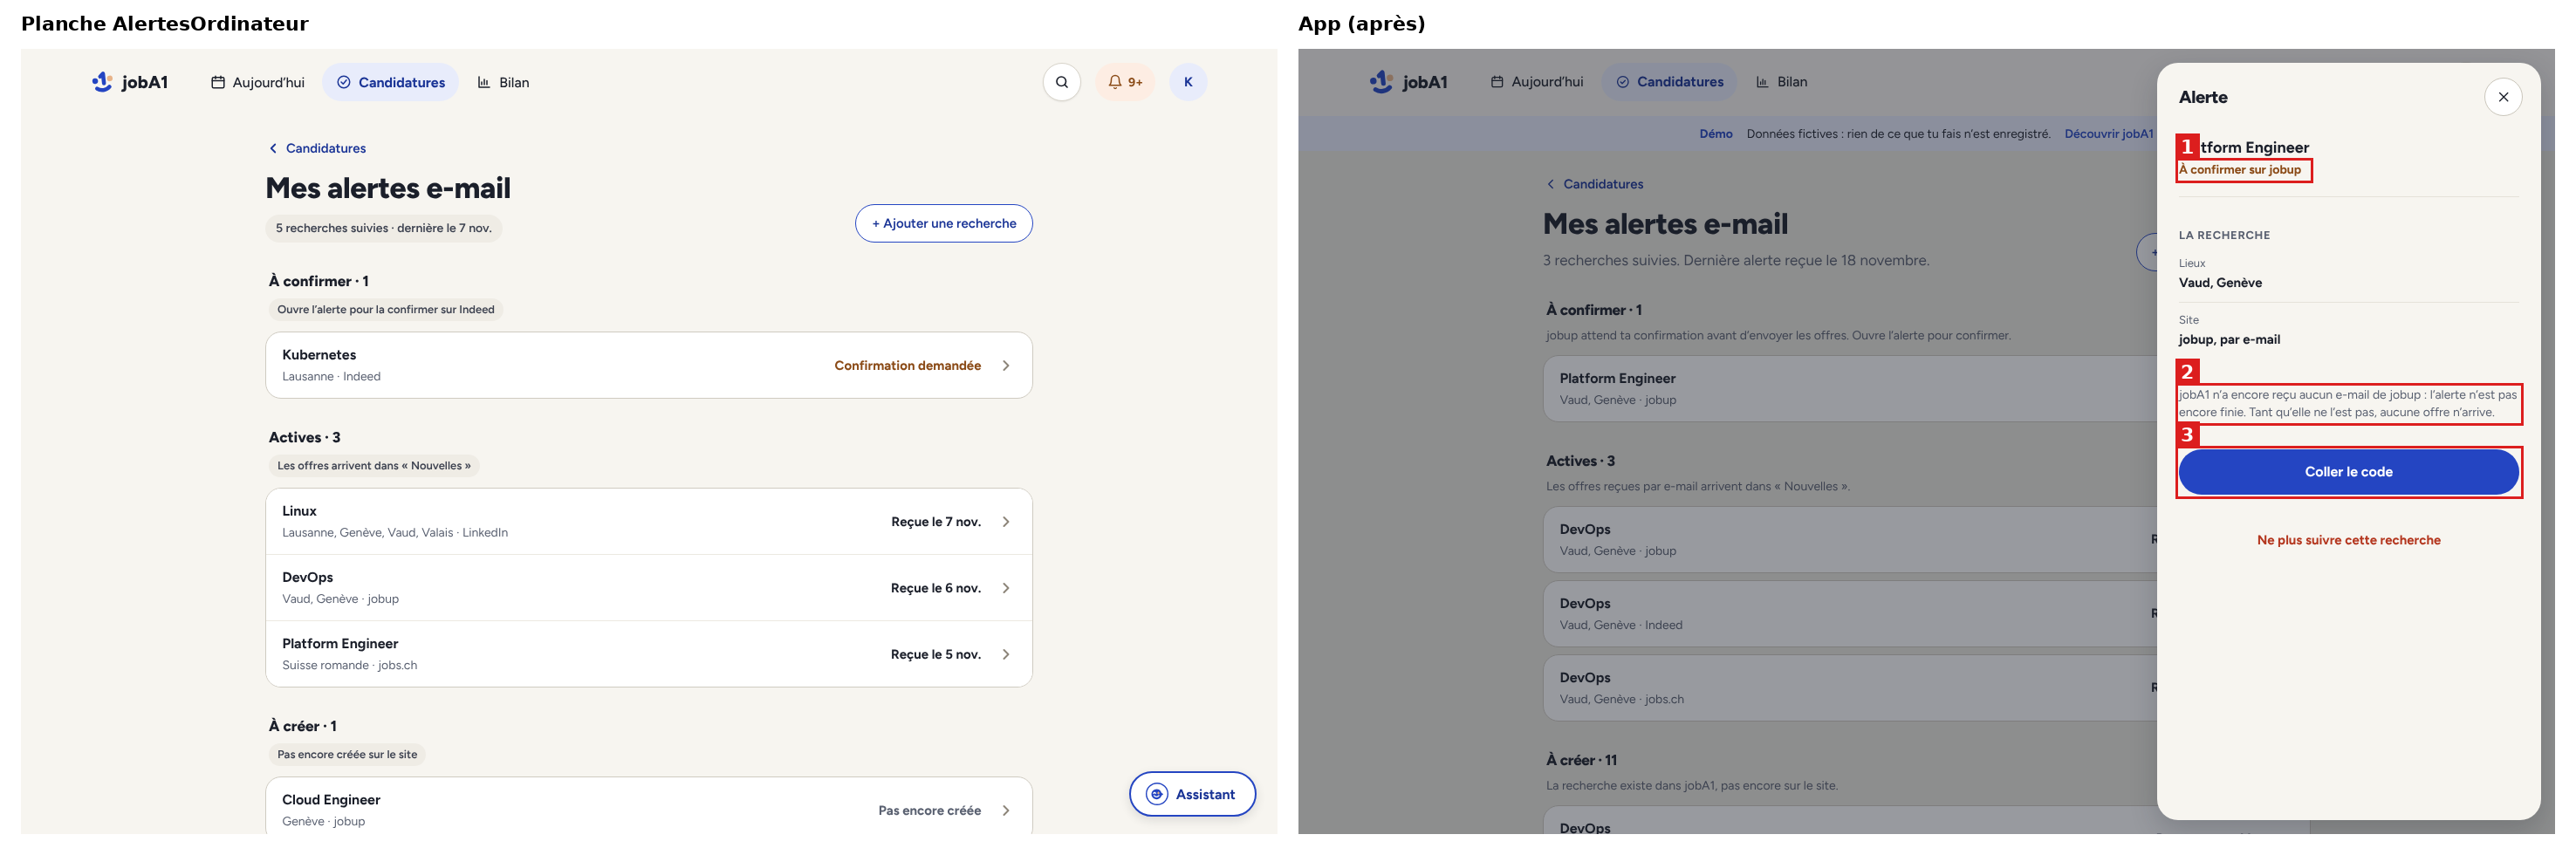 Planche AlertesOrdinateur
jobA1
Aujourd'hui
Candidatures
Bilan
9+
K
Candidatures
Mes alertes e-mail
5 recherches suivies · dernière le 7 nov.
+ Ajouter une recherche
À confirmer · 1
Ouvre l'alerte pour la confirmer sur Indeed
Kubernetes
Lausanne · Indeed
Confirmation demandée
Actives · 3
Les offres arrivent dans « Nouvelles »
Linux
Lausanne, Genève, Vaud, Valais · LinkedIn
Reçue le 7 nov.
DevOps
Vaud, Genève · jobup
Reçue le 6 nov.
Platform Engineer
Suisse romande · jobs.ch
Reçue le 5 nov.
À créer · 1
Pas encore créée sur le site
Cloud Engineer
Genève · jobup
Pas encore créée
Assistant
App (après)
jobA1
Aujourd'hui
Candidatures
Bilan
Démo
Données fictives : rien de ce que tu fais n'est enregistré.
Découvrir jobA1
Candidatures
Mes alertes e-mail
3 recherches suivies. Dernière alerte reçue le 18 novembre.
+
À confirmer · 1
jobup attend ta confirmation avant d'envoyer les offres. Ouvre l'alerte pour confirmer.
Platform Engineer
Vaud, Genève · jobup
Actives · 3
Les offres reçues par e-mail arrivent dans « Nouvelles ».
DevOps
Vaud, Genève · jobup
R
DevOps
Vaud, Genève · Indeed
R
DevOps
Vaud, Genève · jobs.ch
R
À créer · 11
La recherche existe dans jobA1, pas encore sur le site.
DevOps
Alerte
1
tform Engineer
À confirmer sur jobup
LA RECHERCHE
Lieux
Vaud, Genève
Site
jobup, par e-mail
2
jobA1 n'a encore reçu aucun e-mail de jobup : l'alerte n'est pas
encore finie. Tant qu'elle ne l'est pas, aucune offre n'arrive.
3
Coller le code
Ne plus suivre cette recherche